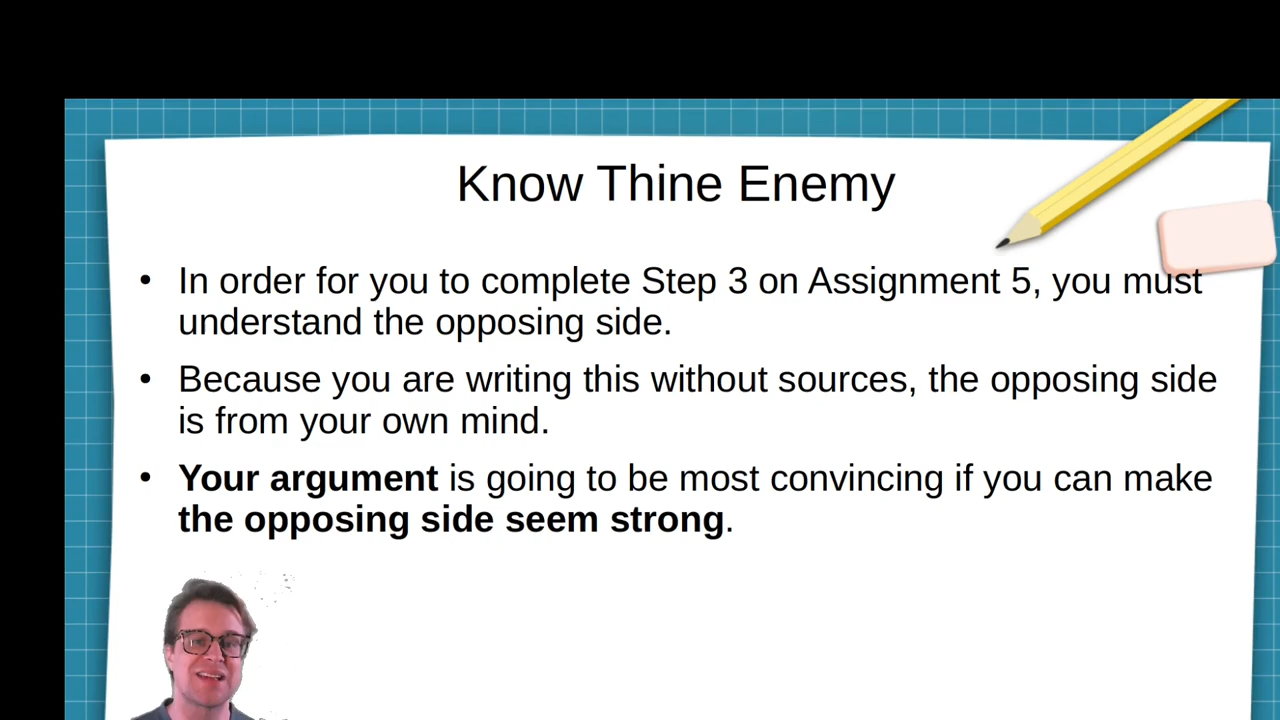 Know Thine Enemy
• In order for you to complete Step 3 on Assignment 5, you must
understand the opposing side.
• Because you are writing this without sources, the opposing side
is from your own mind.
• Your argument is going to be most convincing if you can make
the opposing side seem strong.